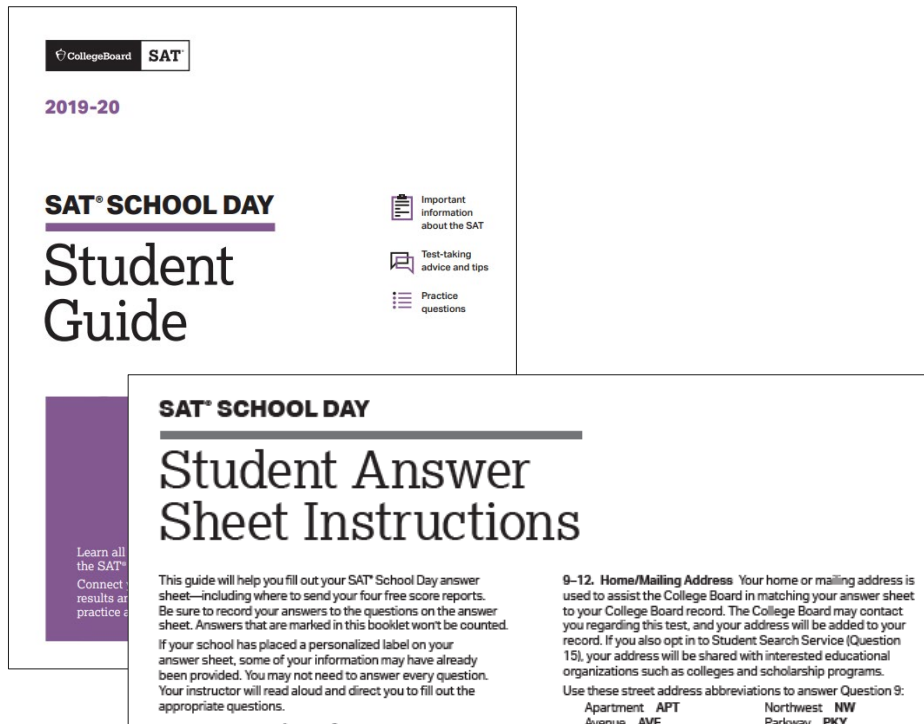 CollegeBoard SAT®
2019-20
SAT® SCHOOL DAY
Student
Guide
Important
information
about the SAT
Test-taking
advice and tips
Practice
questions
Learn all
the SAT®
Connect
results
practice
SAT® SCHOOL DAY
Student Answer
Sheet Instructions
This guide will help you fill out your SAT® School Day answer
sheet—including where to send your four free score reports.
Be sure to record your answers to the questions on the answer
sheet. Answers that are marked in this booklet won't be counted.
If your school has placed a personalized label on your
answer sheet, some of your information may have already
been provided. You may not need to answer every question.
Your instructor will read aloud and direct you to fill out the
appropriate questions.
9–12. Home/Mailing Address Your home or mailing address is
used to assist the College Board in matching your answer sheet
to your College Board record. The College Board may contact
you regarding this test, and your address will be added to your
record. If you also opt in to Student Search Service (Question
15), your address will be shared with interested educational
organizations such as colleges and scholarship programs.
Use these street address abbreviations to answer Question 9:
Apartment APT Northwest NW
Avenue AVE Parkway PKY